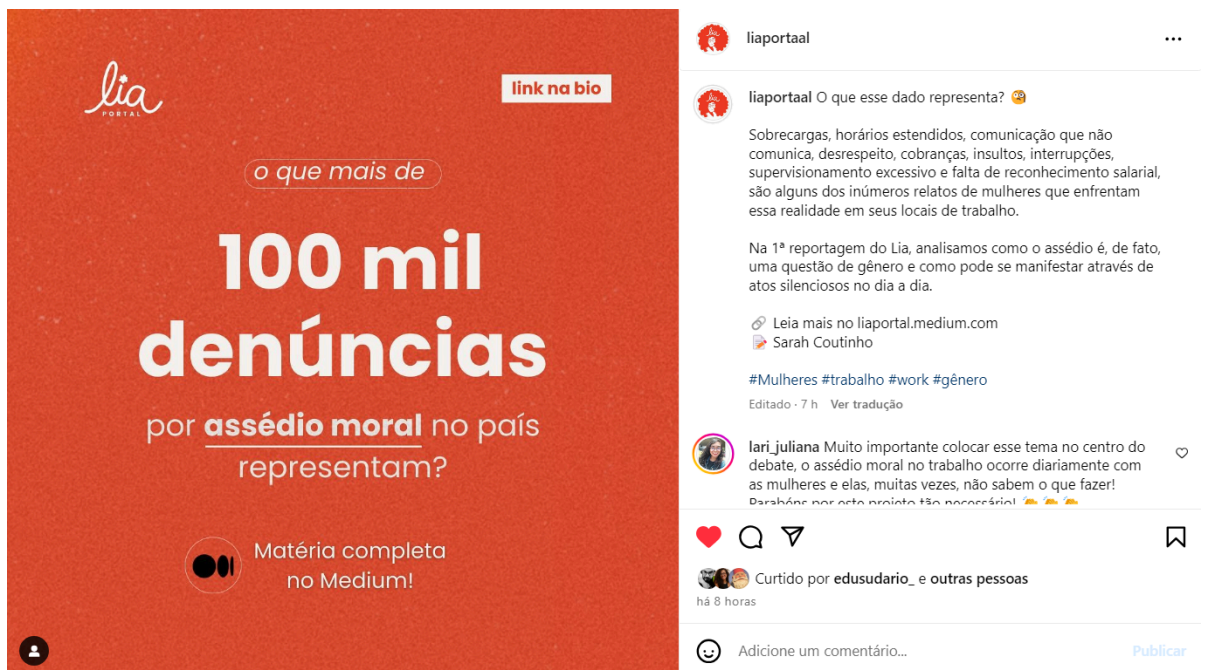 lia
PORTAL
link na bio
o que mais de
100 mil
denúncias
por assédio moral no país
representam?
Matéria completa
no Medium!
liaportaal
liaportaal O que esse dado representa? 🧐
Sobrecargas, horários estendidos, comunicação que não
comunica, desrespeito, cobranças, insultos, interrupções,
supervisionamento excessivo e falta de reconhecimento salarial,
são alguns dos inúmeros relatos de mulheres que enfrentam
essa realidade em seus locais de trabalho.
Na 1ª reportagem do Lia, analisamos como o assédio é, de fato,
uma questão de gênero e como pode se manifestar através de
atos silenciosos no dia a dia.
🔗 Leia mais no liaportal.medium.com
📝 Sarah Coutinho
#Mulheres #trabalho #work #gênero
Editado · 7 h Ver tradução
lari_juliana Muito importante colocar esse tema no centro do
debate, o assédio moral no trabalho ocorre diariamente com
as mulheres e elas, muitas vezes, não sabem o que fazer!
Parabéns por este projeto tão necessário! 👏 👏 👏
Curtido por edusudario_ e outras pessoas
há 8 horas
Adicione um comentário...
Publicar